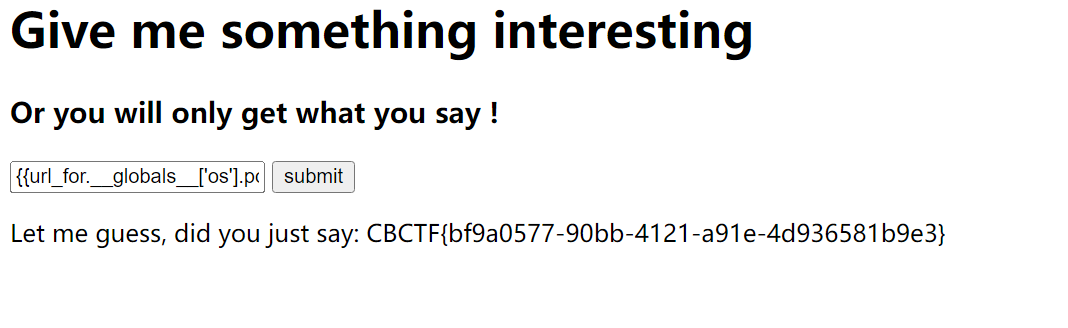 Give me something interesting
Or you will only get what you say !
{{url_for.__globals__['os'].po submit
Let me guess, did you just say: CBCTF{bf9a0577-90bb-4121-a91e-4d936581b9e3}